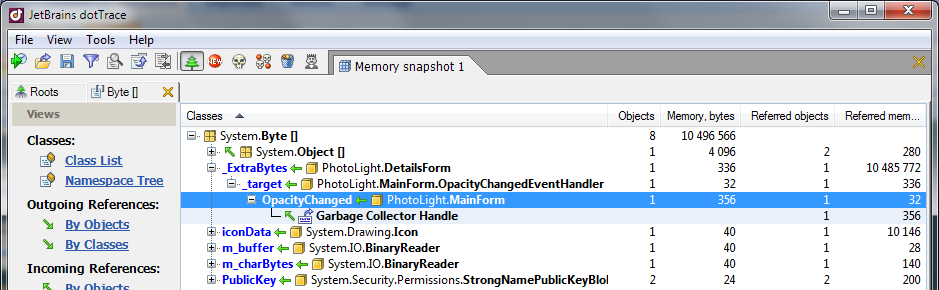 JetBrains dotTrace
File View Tools Help
Memory snapshot 1
Roots Byte []
Views
Classes:
Class List
Namespace Tree
Outgoing References:
By Objects
By Classes
Incoming References:
By Objects
Classes Objects Memory, bytes Referred objects Referred mem...
System.Byte [] 8 10 496 566
System.Object [] 1 4 096 2 280
_ExtraBytes PhotoLight.DetailsForm 1 336 1 10 485 772
_target PhotoLight.MainForm.OpacityChangedEventHandler 1 32 1 336
OpacityChanged PhotoLight.MainForm 1 356 1 32
Garbage Collector Handle 1 356
iconData System.Drawing.Icon 1 40 1 10 146
m_buffer System.IO.BinaryReader 1 40 1 28
m_charBytes System.IO.BinaryReader 1 40 1 140
PublicKey System.Security.Permissions.StrongNamePublicKeyBlo 2 24 2 200